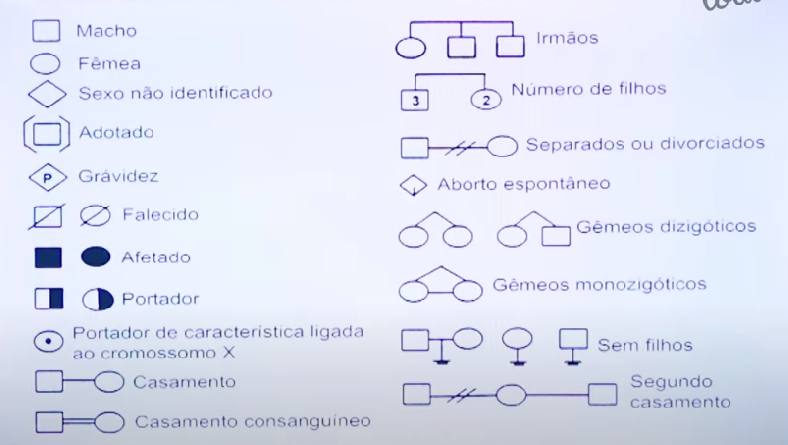 Macho
Fêmea
Sexo não identificado
Adotado
P
Grávidez
Falecido
Afetado
Portador
Portador de característica ligada
ao cromossomo X
Casamento
Casamento consanguíneo
Irmãos
3
2
Número de filhos
Separados ou divorciados
Aborto espontâneo
Gêmeos dizigóticos
Gêmeos monozigóticos
Sem filhos
Segundo
casamento